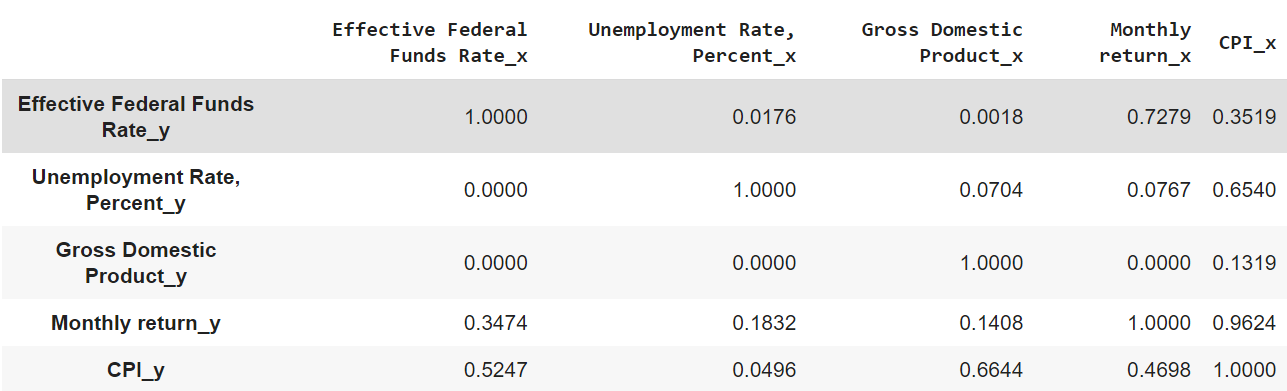 Effective Federal Funds Rate_x Unemployment Rate, Percent_x Gross Domestic Product_x Monthly return_x CPI_x
Effective Federal Funds Rate_y 1.0000 0.0176 0.0018 0.7279 0.3519
Unemployment Rate, Percent_y 0.0000 1.0000 0.0704 0.0767 0.6540
Gross Domestic Product_y 0.0000 0.0000 1.0000 0.0000 0.1319
Monthly return_y 0.3474 0.1832 0.1408 1.0000 0.9624
CPI_y 0.5247 0.0496 0.6644 0.4698 1.0000